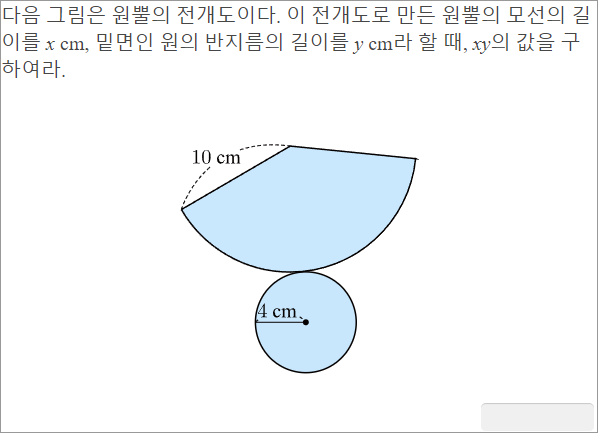 다음 그림은 원뿔의 전개도이다. 이 전개도로 만든 원뿔의 모선의 길
이를 x cm, 밑면인 원의 반지름의 길이를 y cm라 할 때, xy의 값을 구
하여라.
10 cm
4 cm